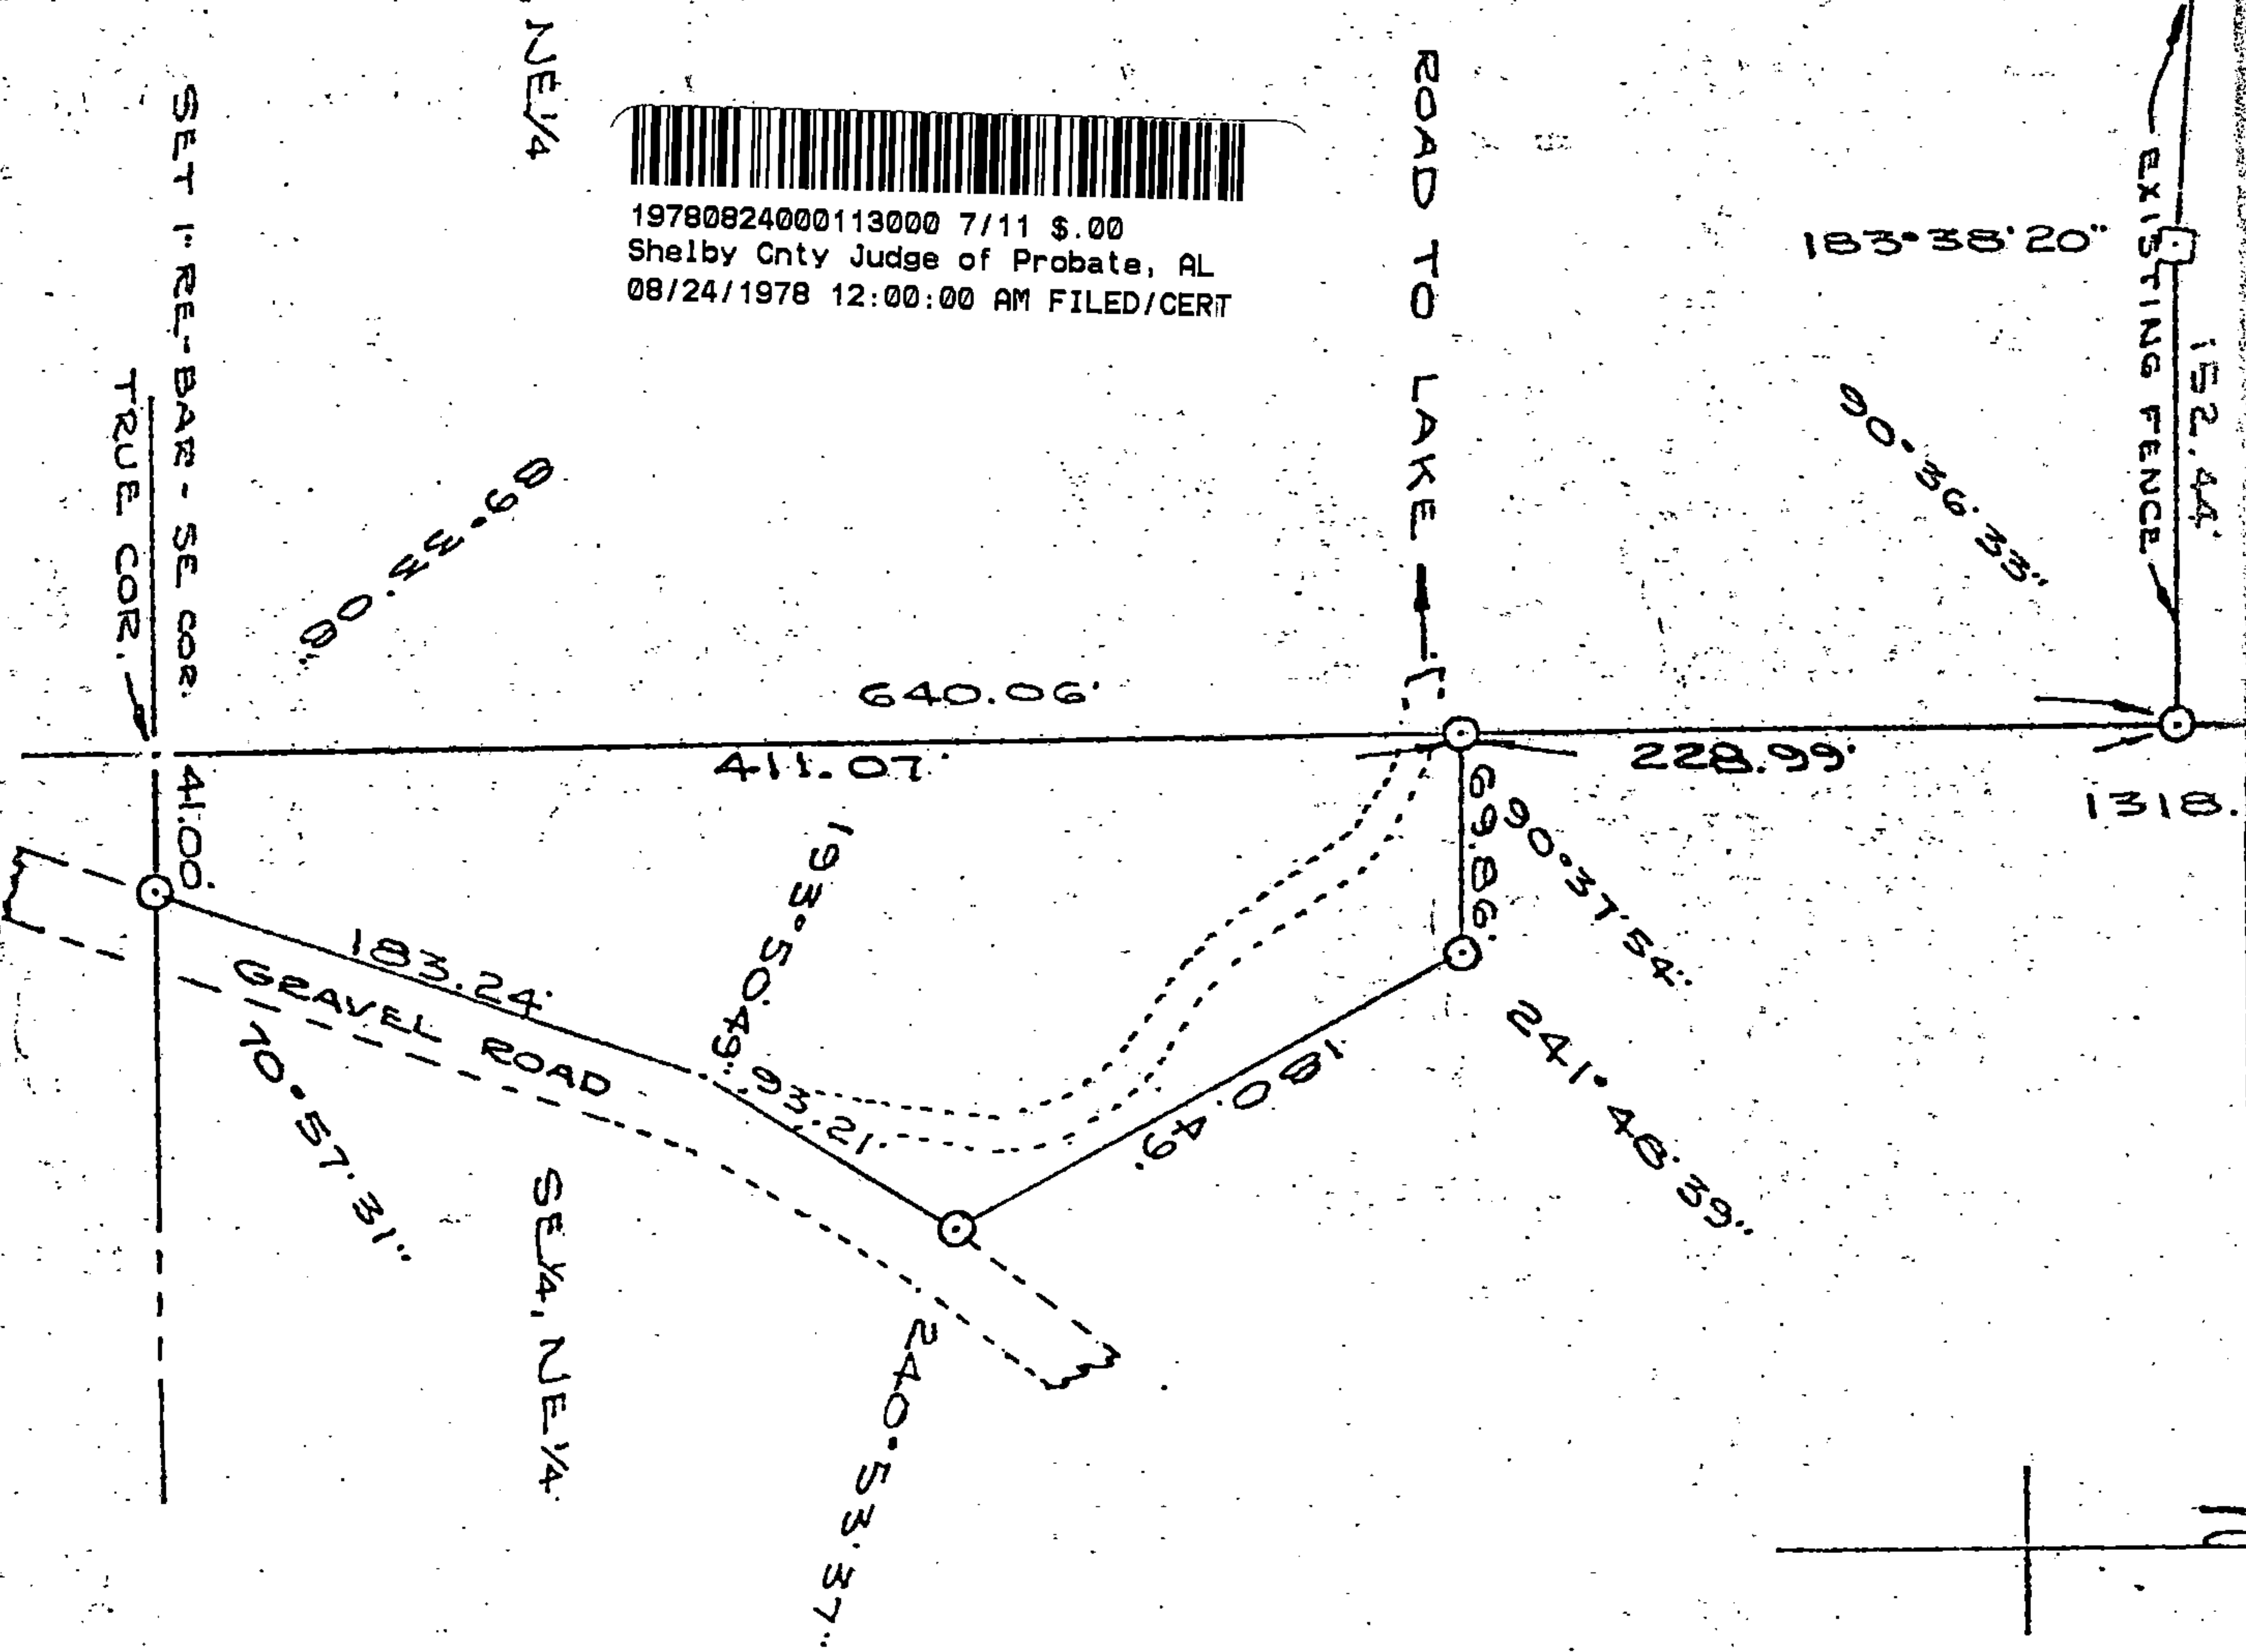 NE1/4
19780824000113000 7/11 $.00
Shelby Cnty Judge of Probate, AL
08/24/1978 12:00:00 AM FILED/CERT
SET 1" RE-BAR - SE COR.
TRUE COR.
ROAD TO LAKE
EXISTING FENCE
183°38'20"
152.44'
90°36'33"
89°33'08"
640.06'
411.07'
228.99'
1318.
41.00'
69.86'
90°37'54"
193°50'49"
183.24'
GRAVEL ROAD
93.21'
180.49'
241°48'39"
70°57'31"
SE1/4, NE1/4
240°53'37"